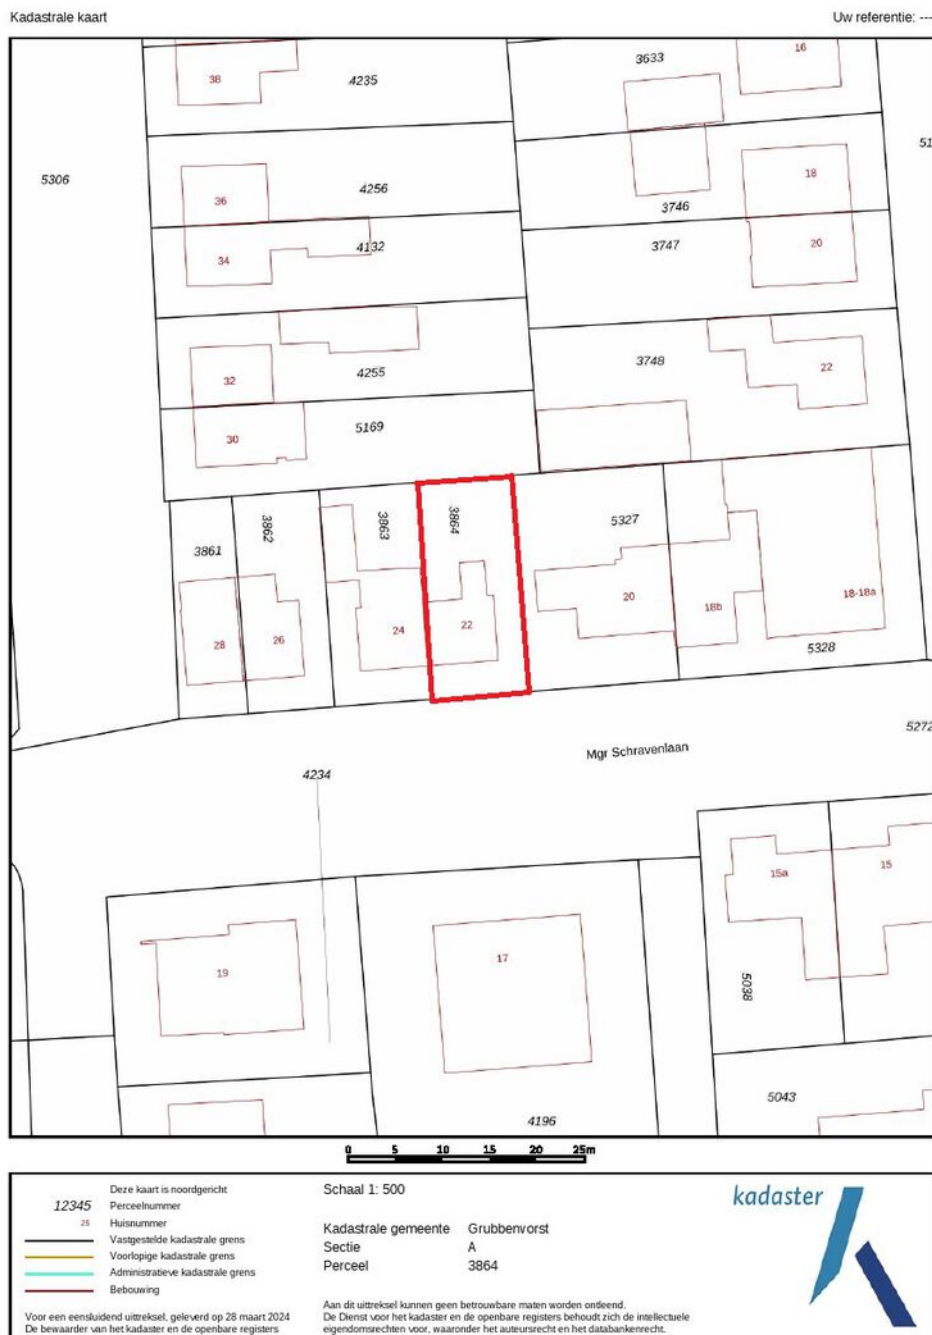 Kadastrale kaart
Uw referentie: ---
38
4235
3633
16
5306
36
4256
3746
18
34
4132
3747
20
32
4255
3748
22
30
5169
3861
3862
3863
3864
5327
28
26
24
22
20
18b
18-18a
5328
5272
Mgr Schravenlaan
4234
15a
15
19
17
5038
4196
5043
0 5 10 15 20 25m
Deze kaart is noordgericht
12345 Perceelnummer
25 Huisnummer
Vastgestelde kadastrale grens
Voorlopige kadastrale grens
Administratieve kadastrale grens
Bebouwing
Voor een eensluidend uittreksel, geleverd op 28 maart 2024
De bewaarder van het kadaster en de openbare registers
Schaal 1: 500
Kadastrale gemeente Grubbenvorst
Sectie A
Perceel 3864
Aan dit uittreksel kunnen geen betrouwbare maten worden ontleend.
De Dienst voor het kadaster en de openbare registers behoudt zich de intellectuele
eigendomsrechten voor, waaronder het auteursrecht en het databankenrecht.
kadaster